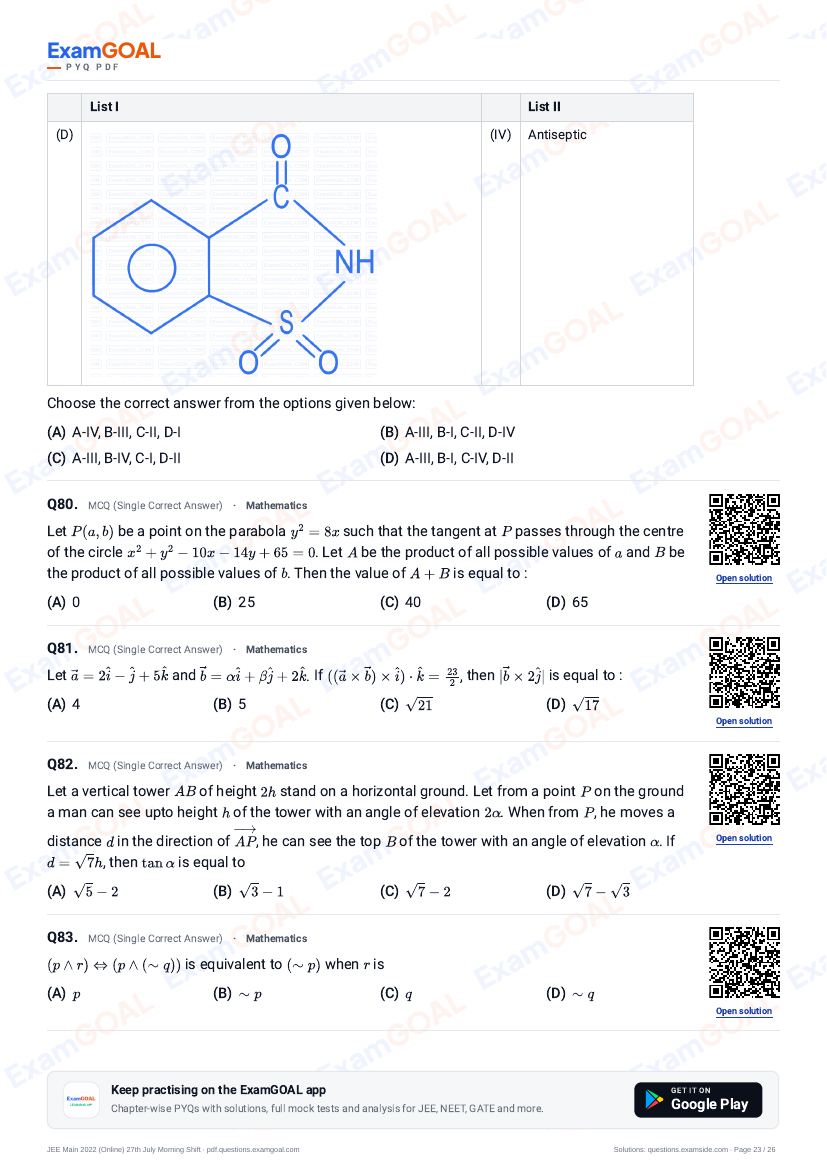 ExamGOAL
PYQ PDF
List I List II
(D) (IV) Antiseptic
O
C
NH
S
O O
Choose the correct answer from the options given below:
(A) A-IV, B-III, C-II, D-I (B) A-III, B-I, C-II, D-IV
(C) A-III, B-IV, C-I, D-II (D) A-III, B-I, C-IV, D-II
Q80. MCQ (Single Correct Answer) · Mathematics
Let P(a, b) be a point on the parabola y² = 8x such that the tangent at P passes through the centre
of the circle x² + y² − 10x − 14y + 65 = 0. Let A be the product of all possible values of a and B be
the product of all possible values of b. Then the value of A + B is equal to :
Open solution
(A) 0 (B) 25 (C) 40 (D) 65
Q81. MCQ (Single Correct Answer) · Mathematics
Let a⃗ = 2î − ĵ + 5k̂ and b⃗ = αî + βĵ + 2k̂. If ((a⃗ × b⃗) × î) · k̂ = 23/2, then |b⃗ × 2ĵ| is equal to :
(A) 4 (B) 5 (C) √21 (D) √17
Open solution
Q82. MCQ (Single Correct Answer) · Mathematics
Let a vertical tower AB of height 2h stand on a horizontal ground. Let from a point P on the ground
a man can see upto height h of the tower with an angle of elevation 2α. When from P, he moves a
distance d in the direction of AP⃗, he can see the top B of the tower with an angle of elevation α. If
d = √7h, then tan α is equal to
Open solution
(A) √5 − 2 (B) √3 − 1 (C) √7 − 2 (D) √7 − √3
Q83. MCQ (Single Correct Answer) · Mathematics
(p ∧ r) ⇔ (p ∧ (∼ q)) is equivalent to (∼ p) when r is
(A) p (B) ∼ p (C) q (D) ∼ q
Open solution
Keep practising on the ExamGOAL app
Chapter-wise PYQs with solutions, full mock tests and analysis for JEE, NEET, GATE and more.
GET IT ON
Google Play
JEE Main 2022 (Online) 27th July Morning Shift · pdf.questions.examgoal.com Solutions: questions.examside.com · Page 23 / 26